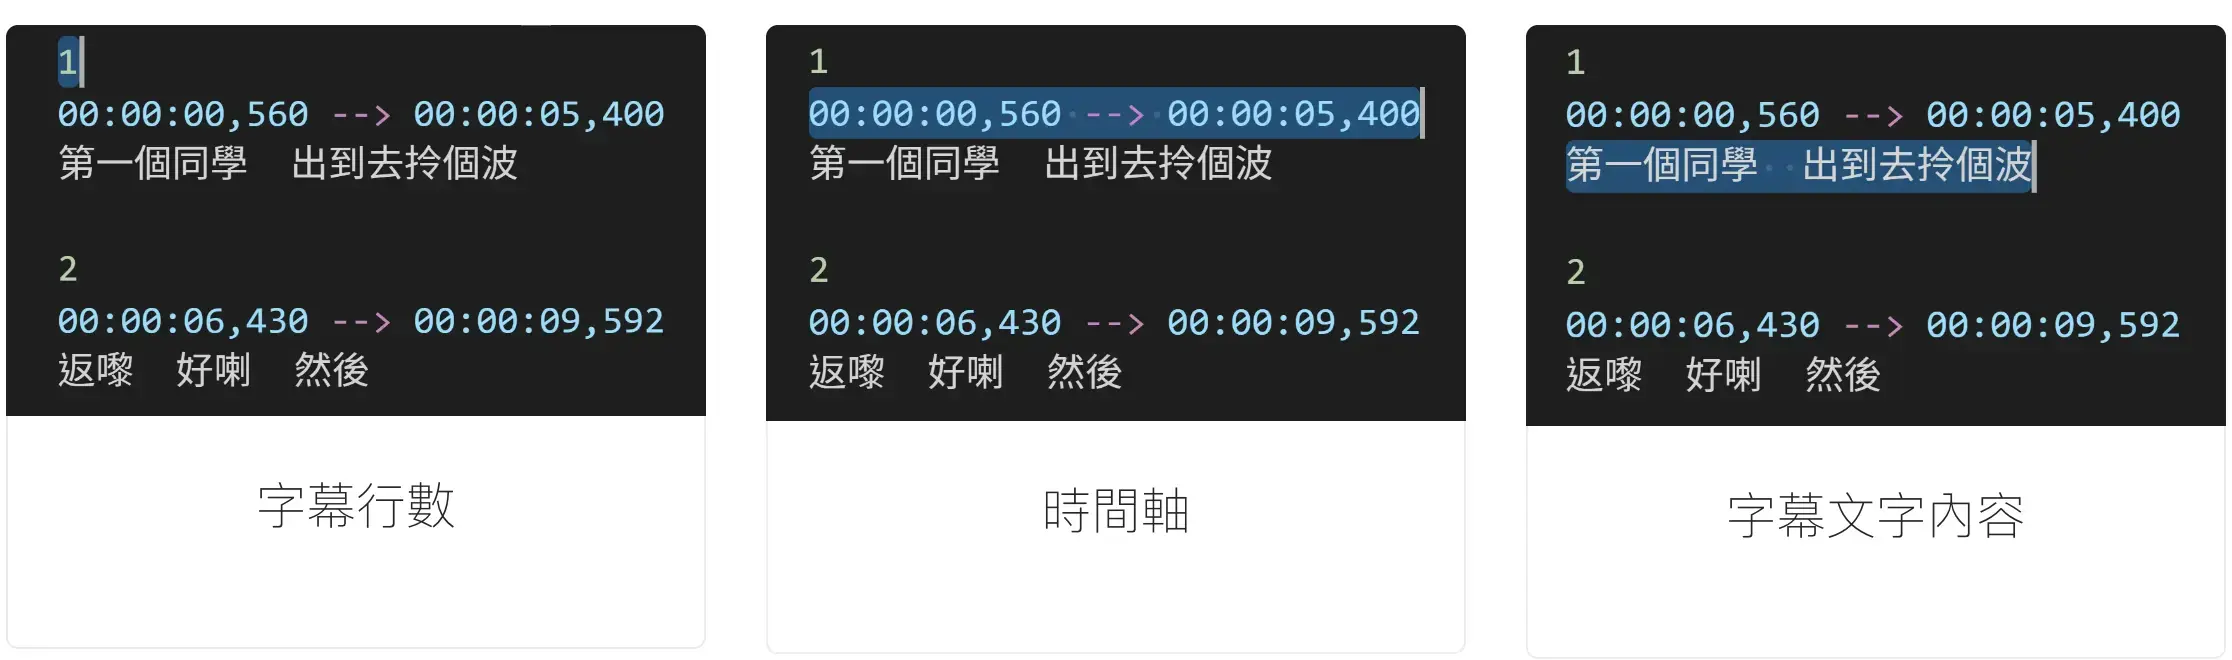 1
00:00:00,560 --> 00:00:05,400
第一個同學  出到去拎個波
2
00:00:06,430 --> 00:00:09,592
返嚟  好喇  然後
字幕行數
1
00:00:00,560 --> 00:00:05,400
第一個同學  出到去拎個波
2
00:00:06,430 --> 00:00:09,592
返嚟  好喇  然後
時間軸
1
00:00:00,560 --> 00:00:05,400
第一個同學  出到去拎個波
2
00:00:06,430 --> 00:00:09,592
返嚟  好喇  然後
字幕文字內容